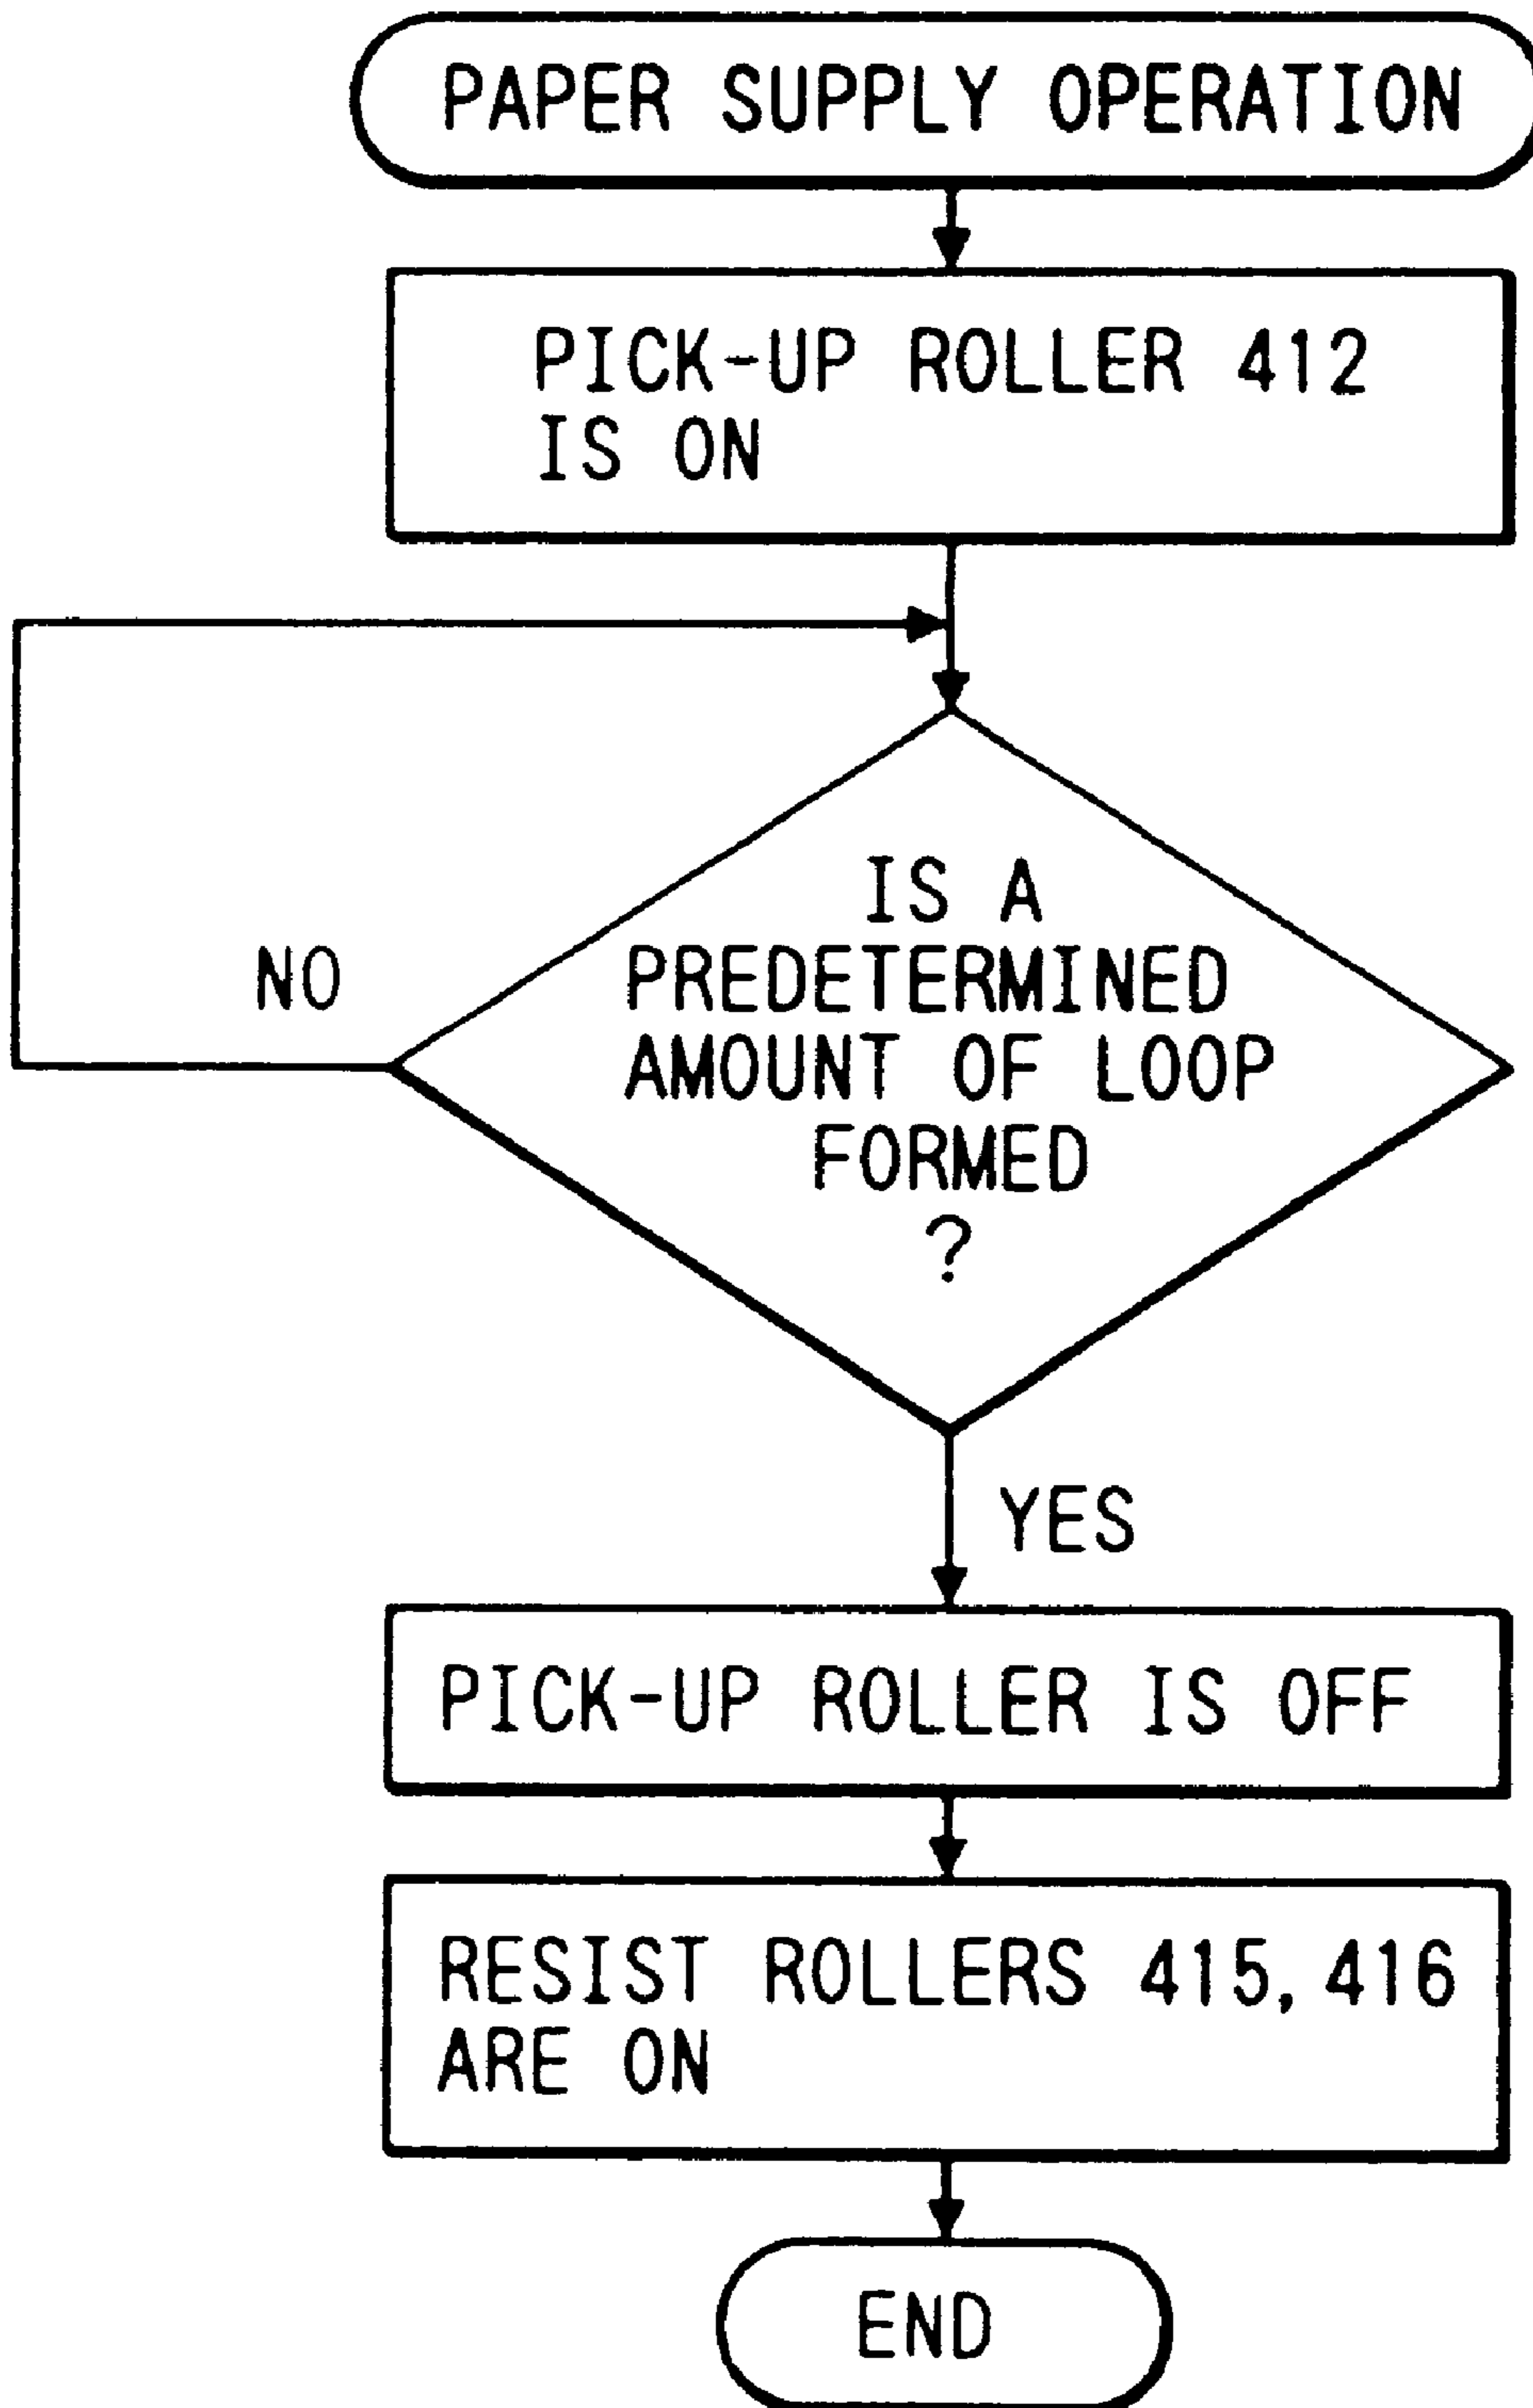 PAPER SUPPLY OPERATION
PICK-UP ROLLER 412
IS ON
IS A
PREDETERMINED
AMOUNT OF LOOP
FORMED
?
NO
YES
PICK-UP ROLLER IS OFF
RESIST ROLLERS 415, 416
ARE ON
END